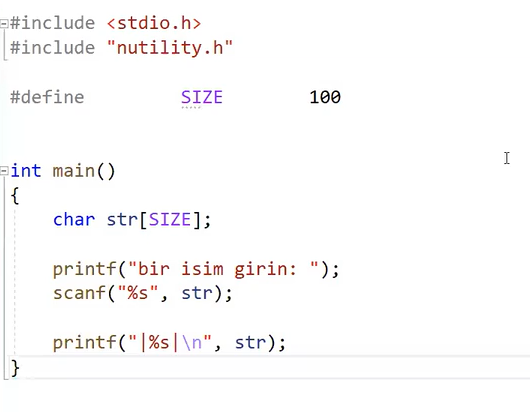 #include <stdio.h>
#include "nutility.h"
#define SIZE 100
int main()
{
char str[SIZE];
printf("bir isim girin: ");
scanf("%s", str);
printf("|%s|\n", str);
}